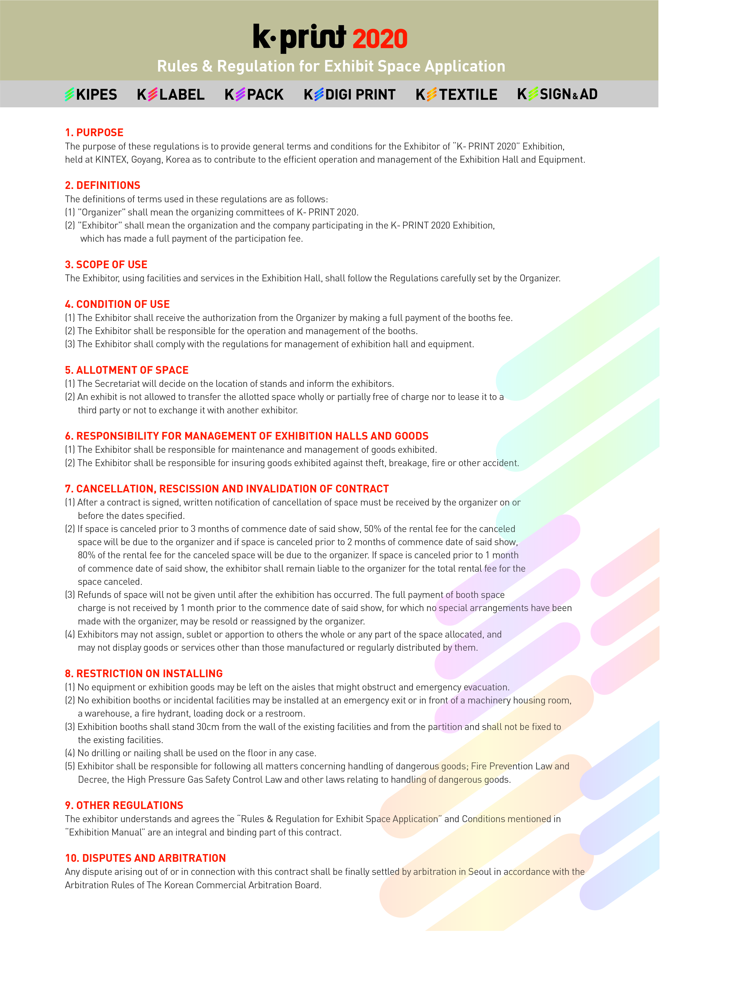 k·print 2020
Rules & Regulation for Exhibit Space Application
KIPES K LABEL K PACK K DIGI PRINT K TEXTILE K SIGN & AD
1. PURPOSE
The purpose of these regulations is to provide general terms and conditions for the Exhibitor of “K- PRINT 2020” Exhibition,
held at KINTEX, Goyang, Korea as to contribute to the efficient operation and management of the Exhibition Hall and Equipment.
2. DEFINITIONS
The definitions of terms used in these regulations are as follows:
(1) "Organizer" shall mean the organizing committees of K- PRINT 2020.
(2) "Exhibitor" shall mean the organization and the company participating in the K- PRINT 2020 Exhibition,
which has made a full payment of the participation fee.
3. SCOPE OF USE
The Exhibitor, using facilities and services in the Exhibition Hall, shall follow the Regulations carefully set by the Organizer.
4. CONDITION OF USE
(1) The Exhibitor shall receive the authorization from the Organizer by making a full payment of the booths fee.
(2) The Exhibitor shall be responsible for the operation and management of the booths.
(3) The Exhibitor shall comply with the regulations for management of exhibition hall and equipment.
5. ALLOTMENT OF SPACE
(1) The Secretariat will decide on the location of stands and inform the exhibitors.
(2) An exhibit is not allowed to transfer the allotted space wholly or partially free of charge nor to lease it to a
third party or not to exchange it with another exhibitor.
6. RESPONSIBILITY FOR MANAGEMENT OF EXHIBITION HALLS AND GOODS
(1) The Exhibitor shall be responsible for maintenance and management of goods exhibited.
(2) The Exhibitor shall be responsible for insuring goods exhibited against theft, breakage, fire or other accident.
7. CANCELLATION, RESCISSION AND INVALIDATION OF CONTRACT
(1) After a contract is signed, written notification of cancellation of space must be received by the organizer on or
before the dates specified.
(2) If space is canceled prior to 3 months of commence date of said show, 50% of the rental fee for the canceled
space will be due to the organizer and if space is canceled prior to 2 months of commence date of said show,
80% of the rental fee for the canceled space will be due to the organizer. If space is canceled prior to 1 month
of commence date of said show, the exhibitor shall remain liable to the organizer for the total rental fee for the
space canceled.
(3) Refunds of space will not be given until after the exhibition has occurred. The full payment of booth space
charge is not received by 1 month prior to the commence date of said show, for which no special arrangements have been
made with the organizer, may be resold or reassigned by the organizer.
(4) Exhibitors may not assign, sublet or apportion to others the whole or any part of the space allocated, and
may not display goods or services other than those manufactured or regularly distributed by them.
8. RESTRICTION ON INSTALLING
(1) No equipment or exhibition goods may be left on the aisles that might obstruct and emergency evacuation.
(2) No exhibition booths or incidental facilities may be installed at an emergency exit or in front of a machinery housing room,
a warehouse, a fire hydrant, loading dock or a restroom.
(3) Exhibition booths shall stand 30cm from the wall of the existing facilities and from the partition and shall not be fixed to
the existing facilities.
(4) No drilling or nailing shall be used on the floor in any case.
(5) Exhibitor shall be responsible for following all matters concerning handling of dangerous goods; Fire Prevention Law and
Decree, the High Pressure Gas Safety Control Law and other laws relating to handling of dangerous goods.
9. OTHER REGULATIONS
The exhibitor understands and agrees the “Rules & Regulation for Exhibit Space Application” and Conditions mentioned in
“Exhibition Manual” are an integral and binding part of this contract.
10. DISPUTES AND ARBITRATION
Any dispute arising out of or in connection with this contract shall be finally settled by arbitration in Seoul in accordance with the
Arbitration Rules of The Korean Commercial Arbitration Board.